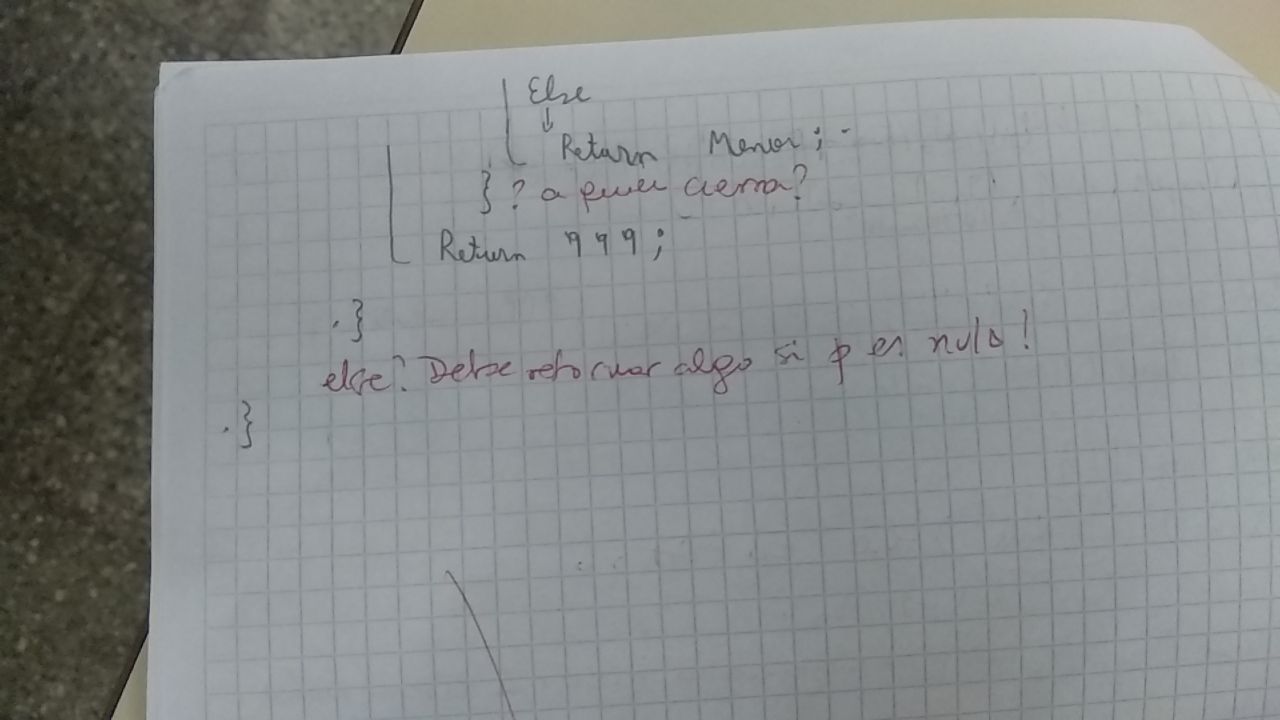 Else
↓
Return Menor; -
} ? a quien cierra?
Return 999;
.}
else? Debe retornar algo si p es nulo!
.}